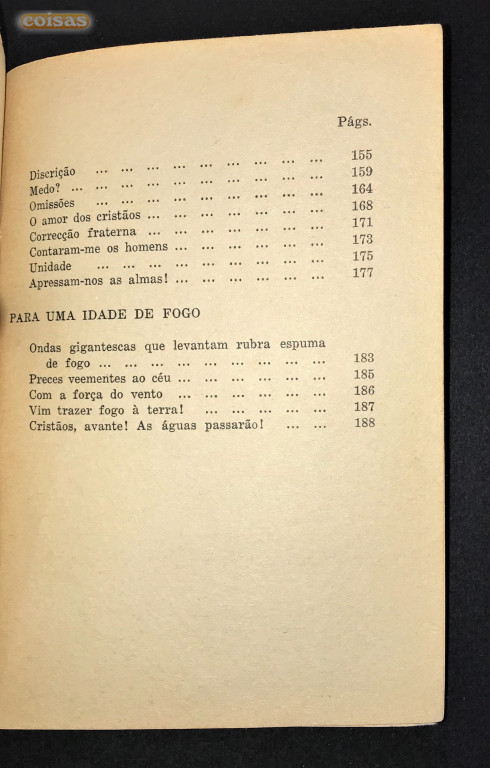 coisas
Págs.
Discrição ... ... ... ... ... ... ... ... ... 155
Medo? ... ... ... ... ... ... ... ... ... ... 159
Omissões ... ... ... ... ... ... ... ... ... 164
O amor dos cristãos ... ... ... ... ... ... ... 168
Correcção fraterna ... ... ... ... ... ... ... 171
Contaram-me os homens ... ... ... ... ... ... 173
Unidade ... ... ... ... ... ... ... ... ... 175
Apressam-nos as almas! ... ... ... ... ... ... 177
PARA UMA IDADE DE FOGO
Ondas gigantescas que levantam rubra espuma
de fogo ... ... ... ... ... ... ... ... ... 183
Preces veementes ao céu ... ... ... ... ... ... 185
Com a força do vento ... ... ... ... ... ... 186
Vim trazer fogo à terra! ... ... ... ... ... 187
Cristãos, avante! As águas passarão! ... ... 188